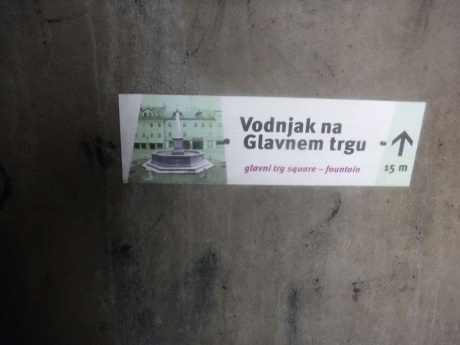 Vodnjak na
Glavnem trgu
glavni trg square – fountain
15 m